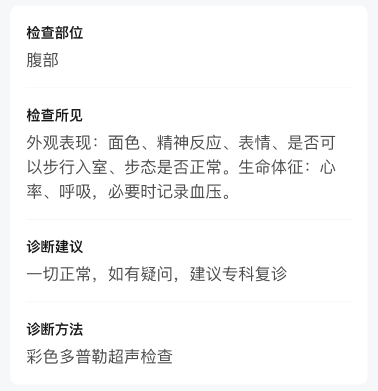 检查部位
腹部
检查所见
外观表现：面色、精神反应、表情、是否可
以步行入室、步态是否正常。生命体征：心
率、呼吸，必要时记录血压。
诊断建议
一切正常，如有疑问，建议专科复诊
诊断方法
彩色多普勒超声检查